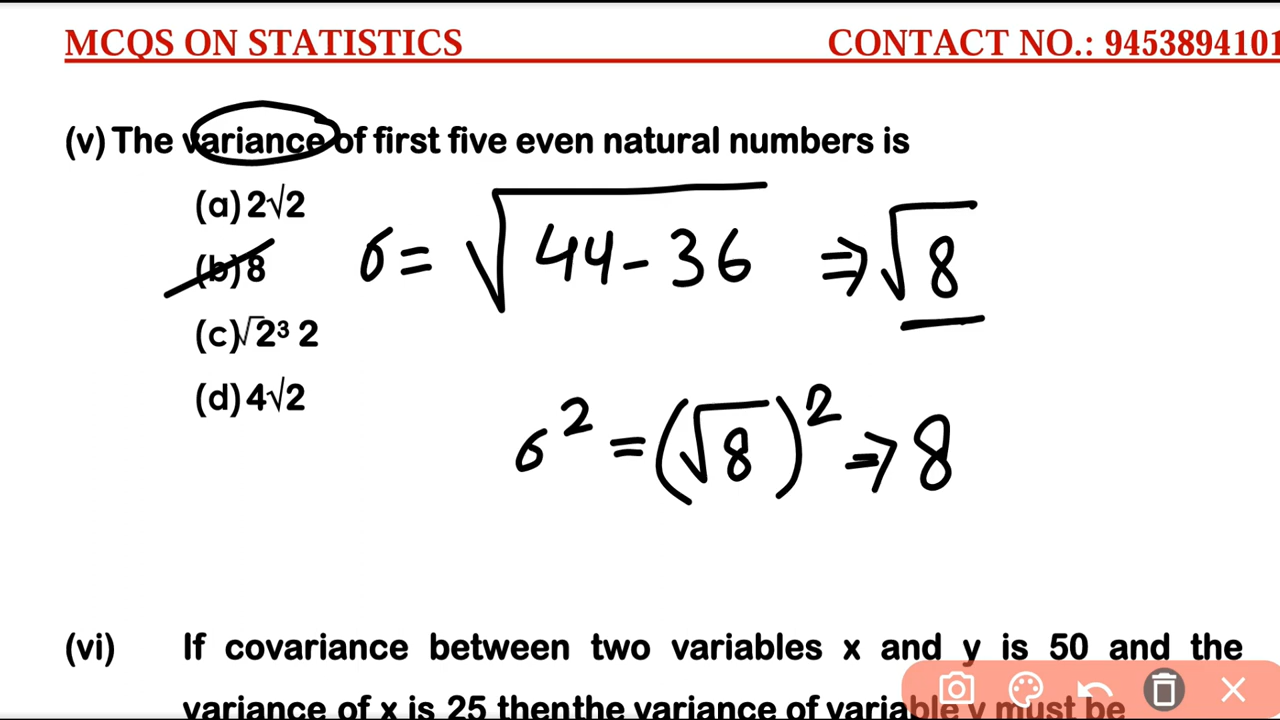 MCQS ON STATISTICS CONTACT NO.: 9453894101
(v) The variance of first five even natural numbers is
(a) 2√2
(b) 8
(c) √2³ 2
(d) 4√2
σ = √44 - 36 ⇒ √8
σ² = (√8)² ⇒ 8
(vi) If covariance between two variables x and y is 50 and the
variance of x is 25 thenthe variance of variable y must be